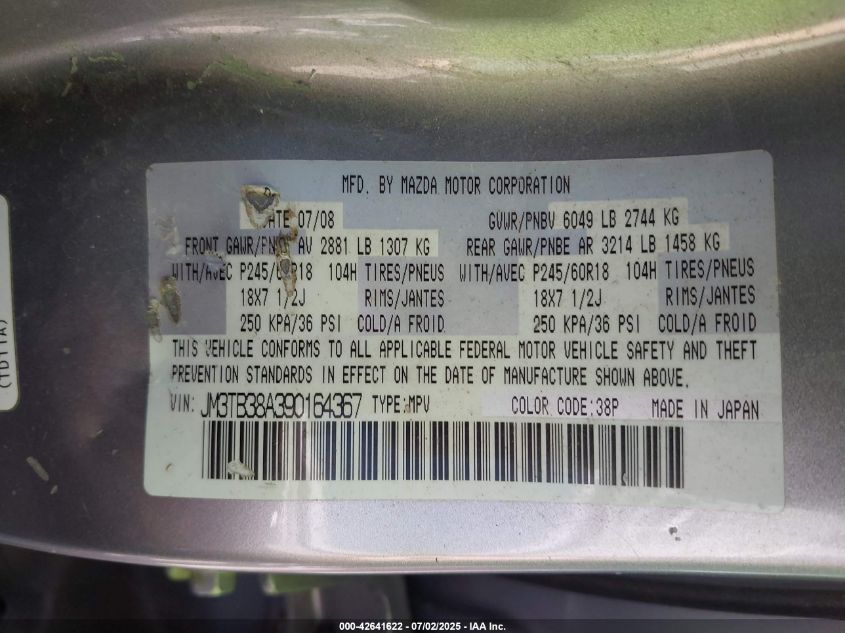 MFD. BY MAZDA MOTOR CORPORATION
07/08 GVWR/PNBV 6049 LB 2744 KG
FRONT AV 2881 LB 1307 KG REAR GAWR/PNBE AR 3214 LB 1458 KG
WITH/AVEC 104H TIRES/PNEUS WITH/AVEC P245/60R18 104H TIRES/PNEUS
18X7 1/2J RIMS/JANTES 18X7 1/2J RIMS/JANTES
250 KPA/36 PSI COLD/A FROID 250 KPA/36 PSI COLD/A FROID
THIS VEHICLE CONFORMS TO ALL APPLICABLE FEDERAL MOTOR VEHICLE SAFETY AND THEFT
PREVENTION STANDARDS IN EFFECT ON THE DATE OF MANUFACTURE SHOWN ABOVE.
VIN: JM3TB38A390164367 TYPE:MPV COLOR CODE:38P MADE IN JAPAN
(TD11A)
000-42641622 - 07/02/2025 - IAA Inc.